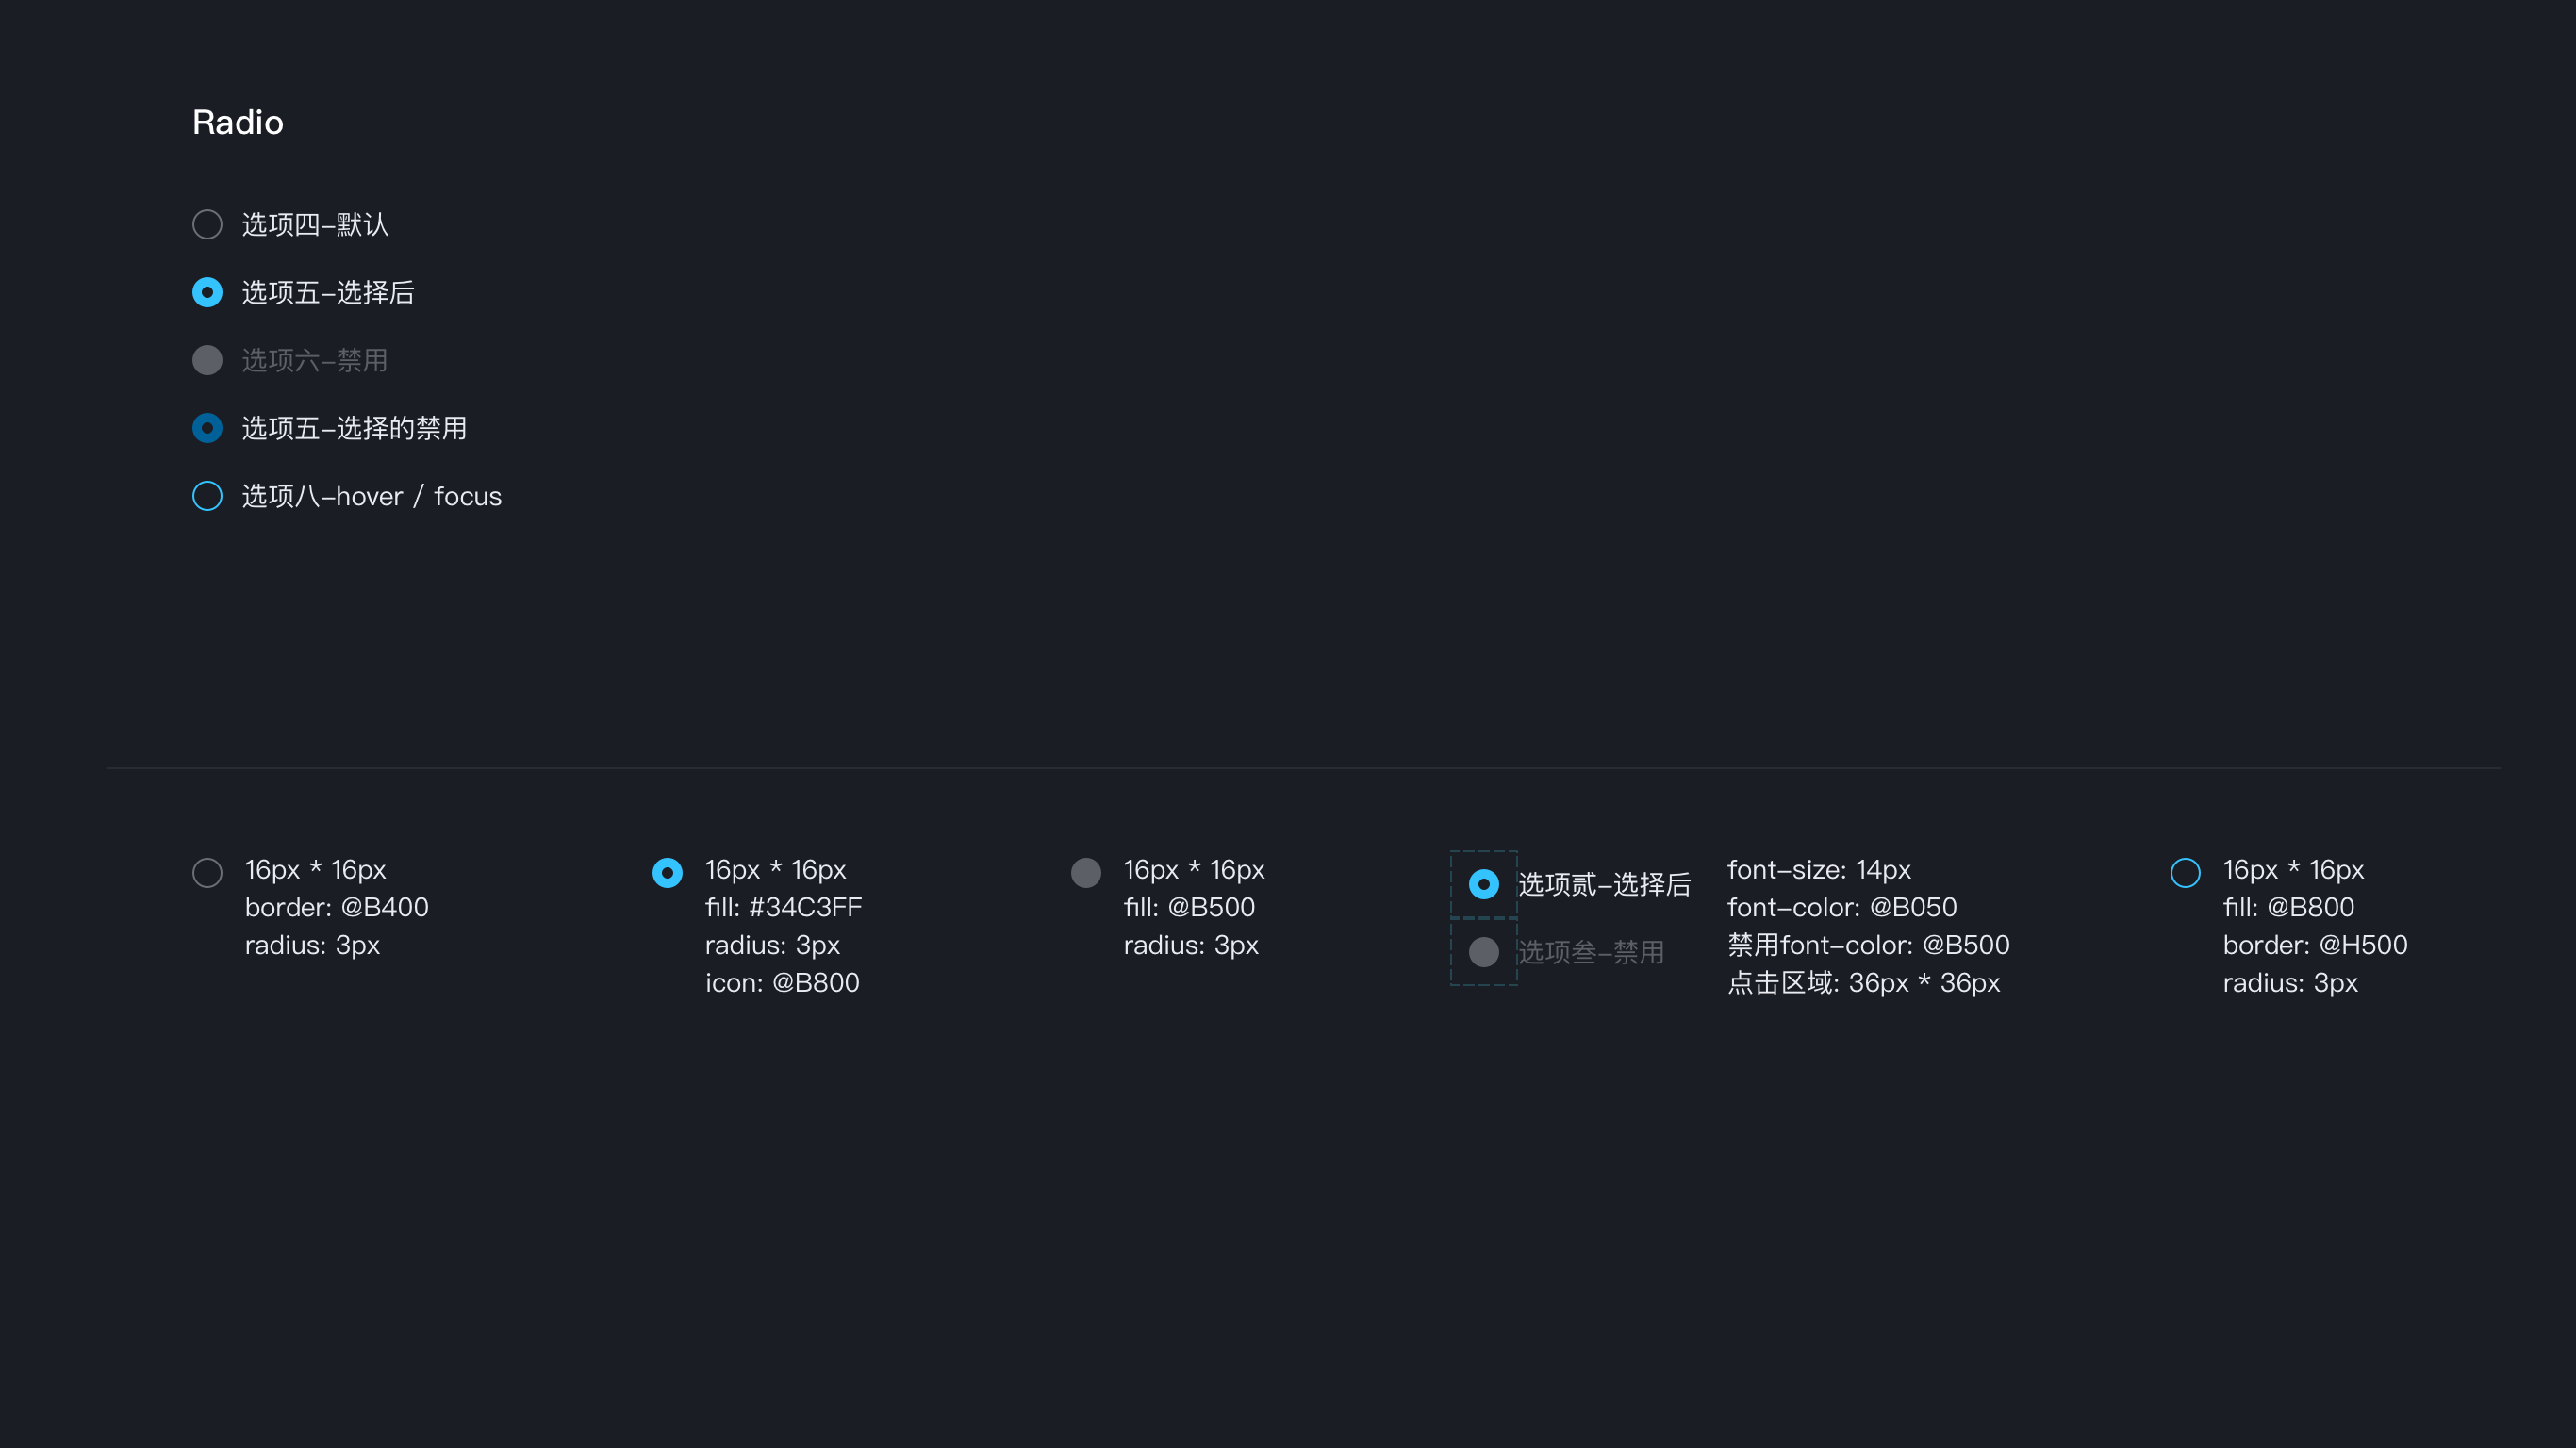 Radio
选项四-默认
选项五-选择后
选项六-禁用
选项五-选择的禁用
选项八-hover / focus
16px * 16px
border: @B400
radius: 3px
16px * 16px
fill: #34C3FF
radius: 3px
icon: @B800
16px * 16px
fill: @B500
radius: 3px
选项贰-选择后
选项叁-禁用
font-size: 14px
font-color: @B050
禁用font-color: @B500
点击区域: 36px * 36px
16px * 16px
fill: @B800
border: @H500
radius: 3px